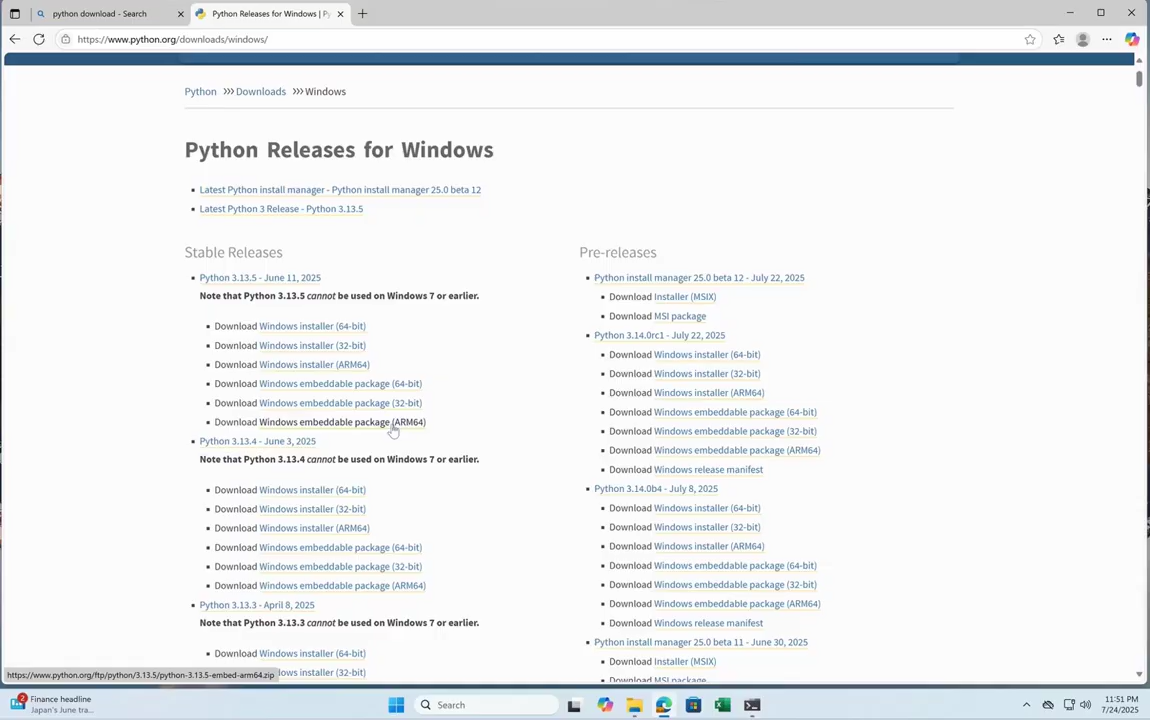 python download - Search
Python Releases for Windows | Py
https://www.python.org/downloads/windows/
Python >>> Downloads >>> Windows
Python Releases for Windows
Latest Python install manager - Python install manager 25.0 beta 12
Latest Python 3 Release - Python 3.13.5
Stable Releases
Python 3.13.5 - June 11, 2025
Note that Python 3.13.5 cannot be used on Windows 7 or earlier.
Download Windows installer (64-bit)
Download Windows installer (32-bit)
Download Windows installer (ARM64)
Download Windows embeddable package (64-bit)
Download Windows embeddable package (32-bit)
Download Windows embeddable package (ARM64)
Python 3.13.4 - June 3, 2025
Note that Python 3.13.4 cannot be used on Windows 7 or earlier.
Download Windows installer (64-bit)
Download Windows installer (32-bit)
Download Windows installer (ARM64)
Download Windows embeddable package (64-bit)
Download Windows embeddable package (32-bit)
Download Windows embeddable package (ARM64)
Python 3.13.3 - April 8, 2025
Note that Python 3.13.3 cannot be used on Windows 7 or earlier.
Download Windows installer (64-bit)
ows installer (32-bit)
Pre-releases
Python install manager 25.0 beta 12 - July 22, 2025
Download Installer (MSIX)
Download MSI package
Python 3.14.0rc1 - July 22, 2025
Download Windows installer (64-bit)
Download Windows installer (32-bit)
Download Windows installer (ARM64)
Download Windows embeddable package (64-bit)
Download Windows embeddable package (32-bit)
Download Windows embeddable package (ARM64)
Download Windows release manifest
Python 3.14.0b4 - July 8, 2025
Download Windows installer (64-bit)
Download Windows installer (32-bit)
Download Windows installer (ARM64)
Download Windows embeddable package (64-bit)
Download Windows embeddable package (32-bit)
Download Windows embeddable package (ARM64)
Download Windows release manifest
Python install manager 25.0 beta 11 - June 30, 2025
Download Installer (MSIX)
Download MSI package
https://www.python.org/ftp/python/3.13.5/python-3.13.5-embed-arm64.zip
2
Finance headline
Japan's June tra...
Search
11:51 PM
7/24/2025